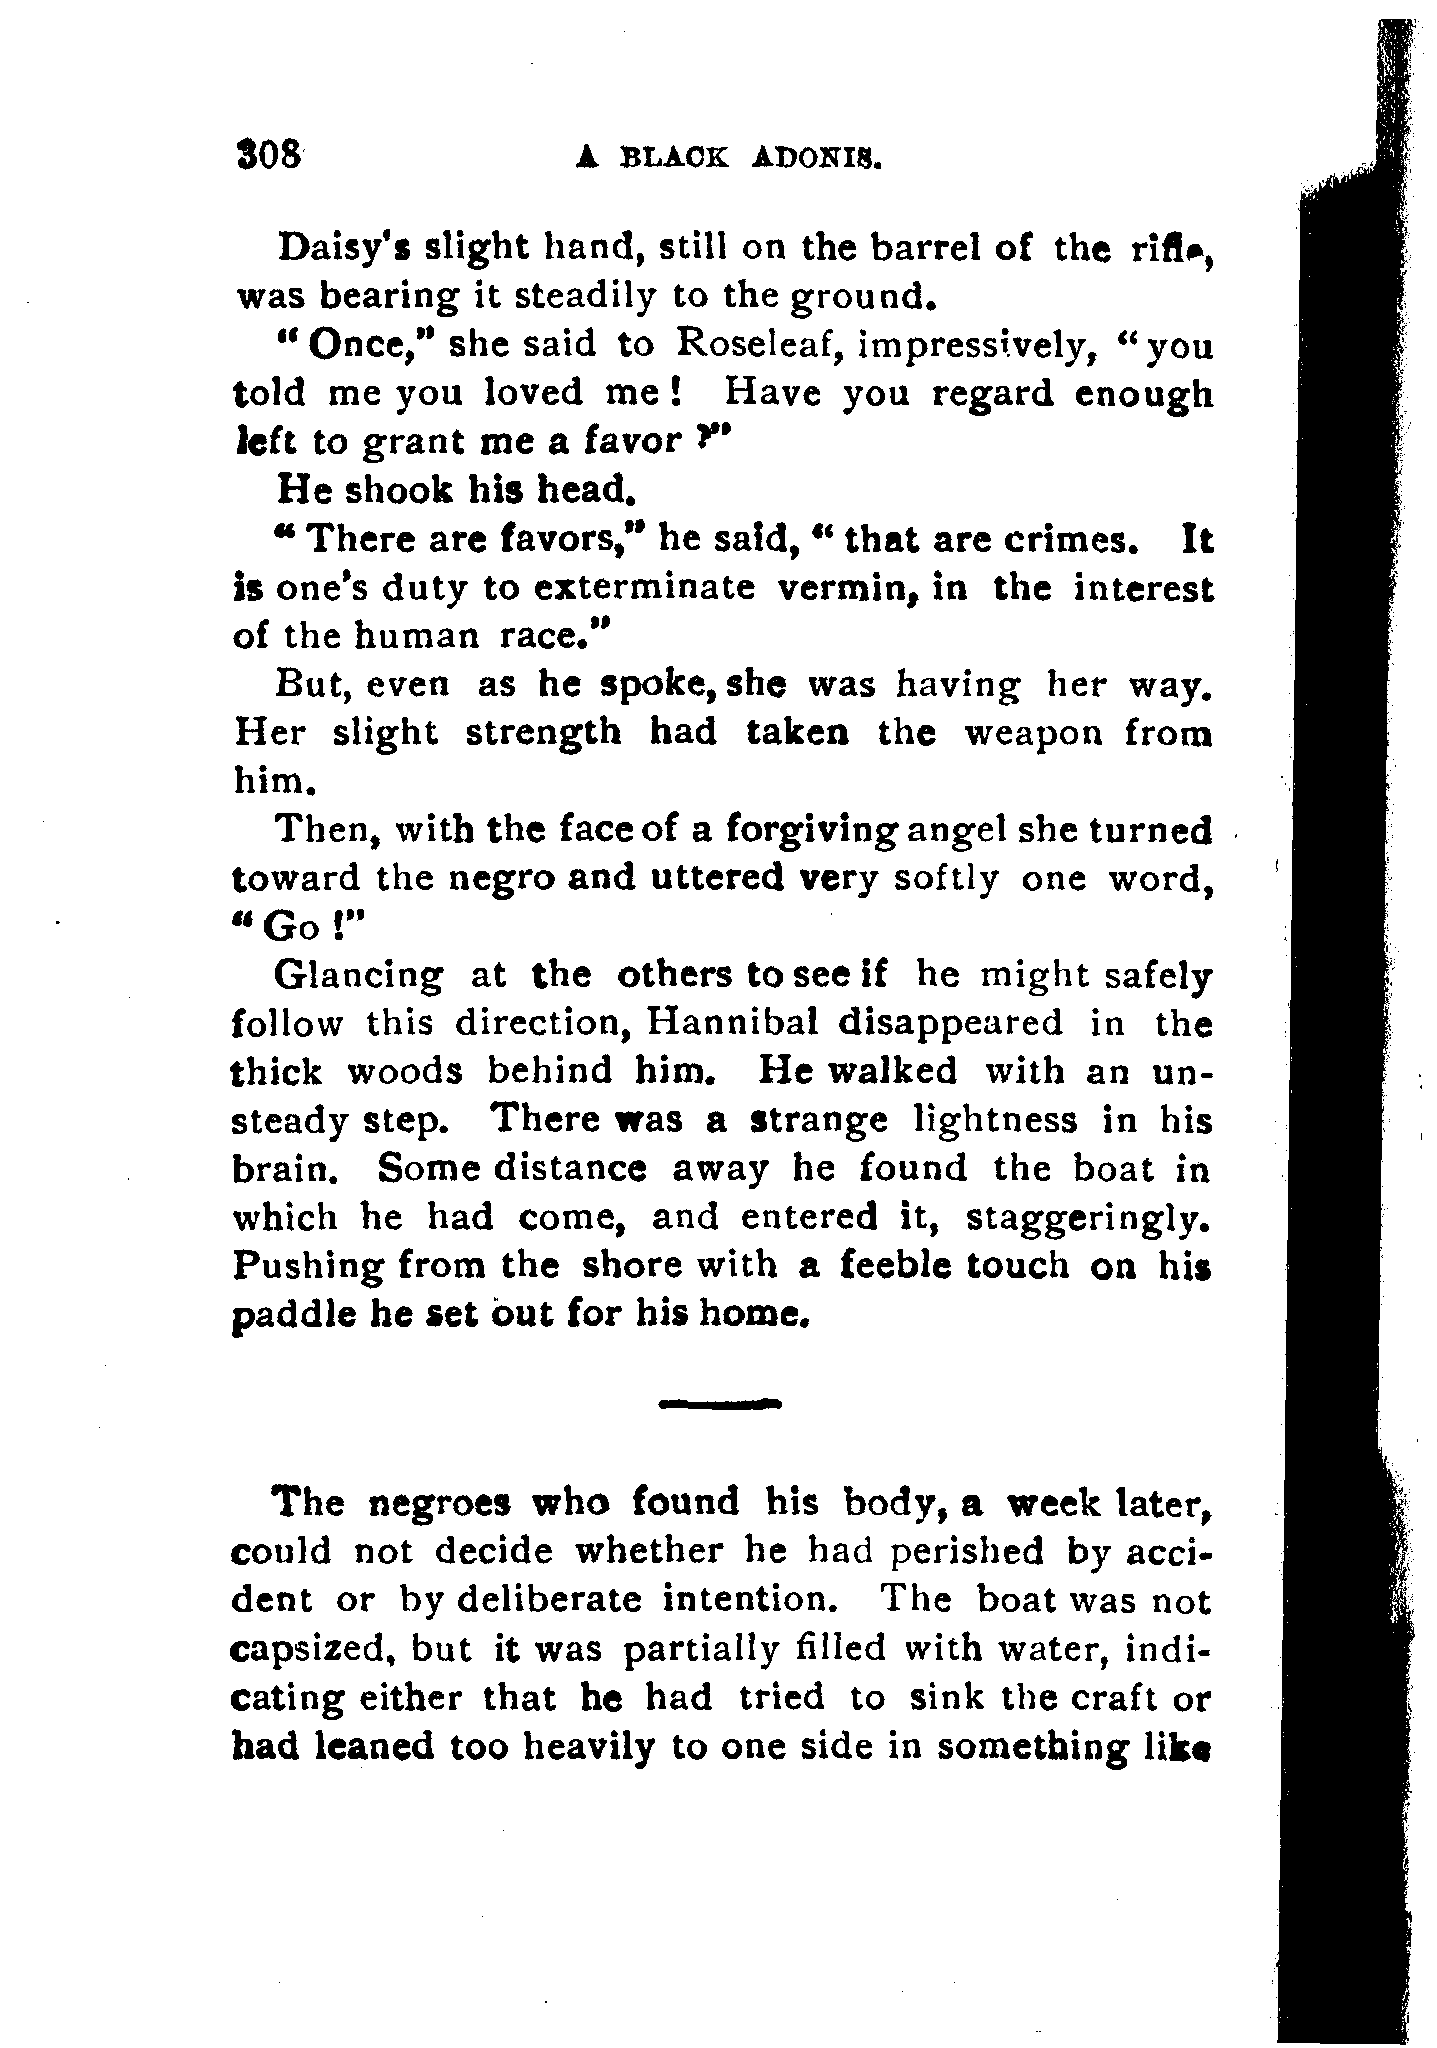 308 A BLACK ADONIS.
Daisy's slight hand, still on the barrel of the rifle,
was bearing it steadily to the ground.
“ Once,” she said to Roseleaf, impressively, “ you
told me you loved me ! Have you regard enough
left to grant me a favor ?”
He shook his head.
“ There are favors,” he said, “ that are crimes. It
is one's duty to exterminate vermin, in the interest
of the human race.”
But, even as he spoke, she was having her way.
Her slight strength had taken the weapon from
him.
Then, with the face of a forgiving angel she turned
toward the negro and uttered very softly one word,
“ Go !”
Glancing at the others to see if he might safely
follow this direction, Hannibal disappeared in the
thick woods behind him. He walked with an un-
steady step. There was a strange lightness in his
brain. Some distance away he found the boat in
which he had come, and entered it, staggeringly.
Pushing from the shore with a feeble touch on his
paddle he set out for his home.
The negroes who found his body, a week later,
could not decide whether he had perished by acci-
dent or by deliberate intention. The boat was not
capsized, but it was partially filled with water, indi-
cating either that he had tried to sink the craft or
had leaned too heavily to one side in something like